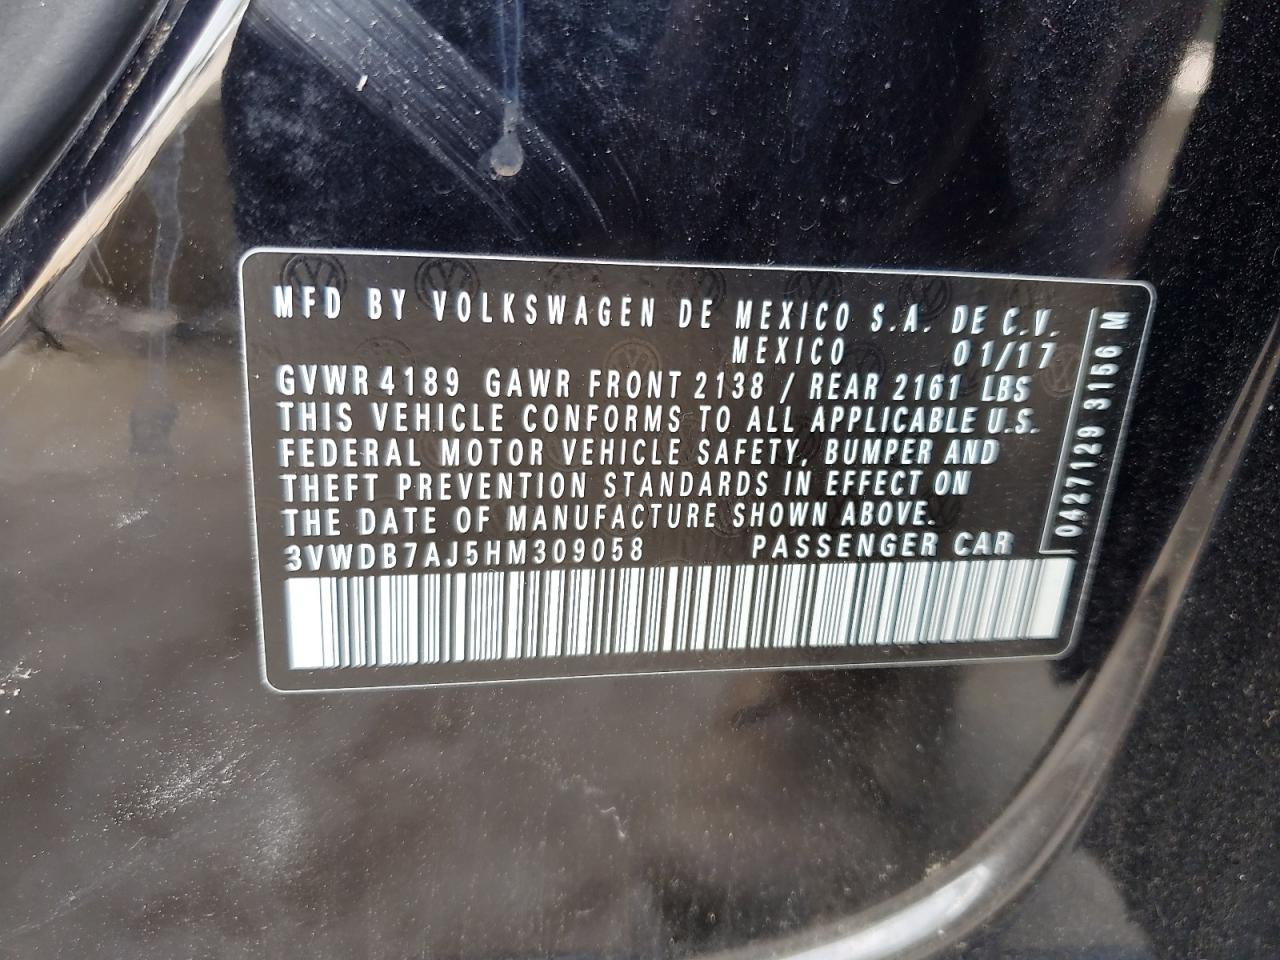 MFD BY VOLKSWAGEN DE MEXICO S.A. DE C.V.
MEXICO 01/17
GVWR 4189 GAWR FRONT 2138 / REAR 2161 LBS
THIS VEHICLE CONFORMS TO ALL APPLICABLE U.S.
FEDERAL MOTOR VEHICLE SAFETY, BUMPER AND
THEFT PREVENTION STANDARDS IN EFFECT ON
THE DATE OF MANUFACTURE SHOWN ABOVE.
3VWDB7AJ5HM309058 PASSENGER CAR
0427129 3156 M